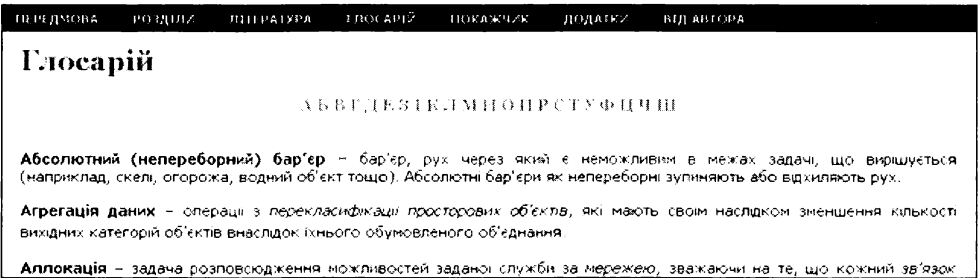 ПЕРЕДМОВА РОЗДІЛИ ЛІТЕРАТУРА ГЛОСАРІЙ ПОКАЖЧИК ДОДАТКИ ВІД АВТОРА
Глосарій
А Б В Г Д Е З І К Л М Н О П Р С Т У Ф Ц Ч Ш
Абсолютний (непереборний) бар'єр – бар'єр, рух через який є неможливим в межах задачі, що вирішується
(наприклад, скелі, огорожа, водний об'єкт тощо). Абсолютні бар'єри як непереборні зупиняють або відхиляють рух.
Агрегація даних – операції з перекласифікації просторових об'єктів, які мають своїм наслідком зменшення кількості
вихідних категорій об'єктів внаслідок їхнього обумовленого об'єднання
Аллокація – задача розповсюдження можливостей заданої служби за мережею, зважаючи на те, що кожний зв'язок